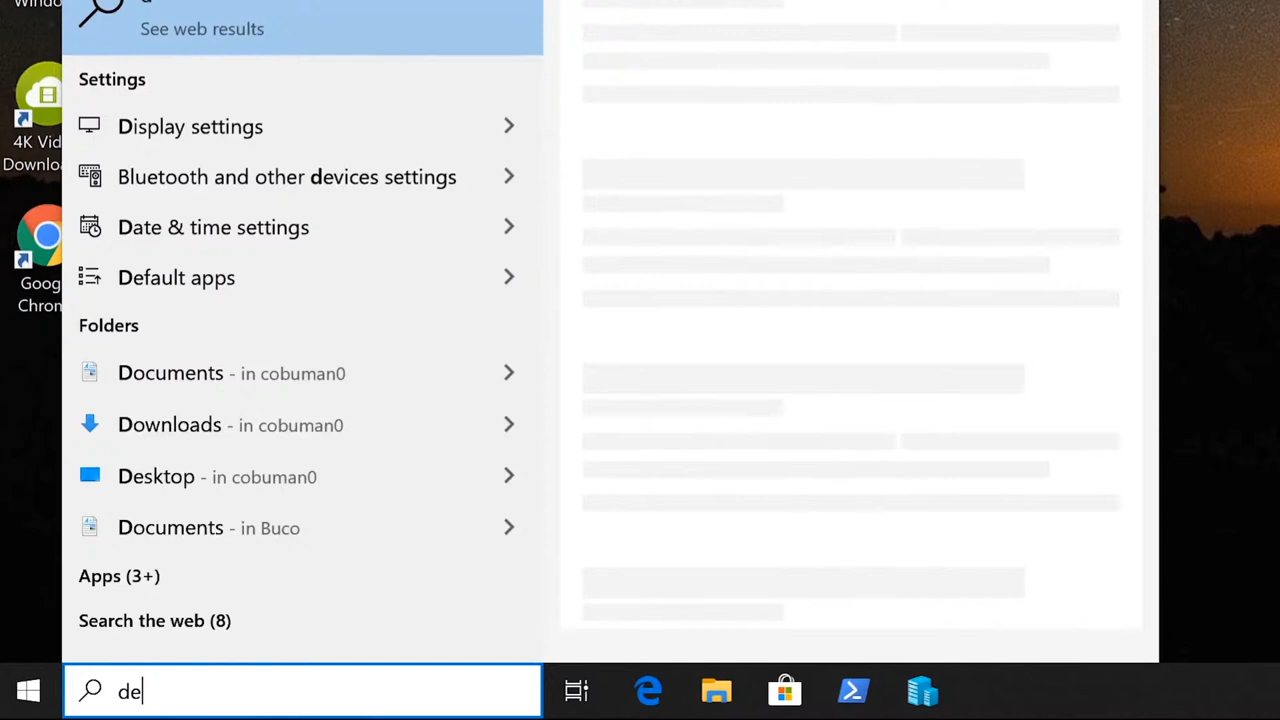 Windo
See web results
Settings
Display settings
Bluetooth and other devices settings
Date & time settings
Default apps
Folders
Documents - in cobuman0
Downloads - in cobuman0
Desktop - in cobuman0
Documents - in Buco
Apps (3+)
Search the web (8)
4K Vid
Downlo
Goog
Chron
de